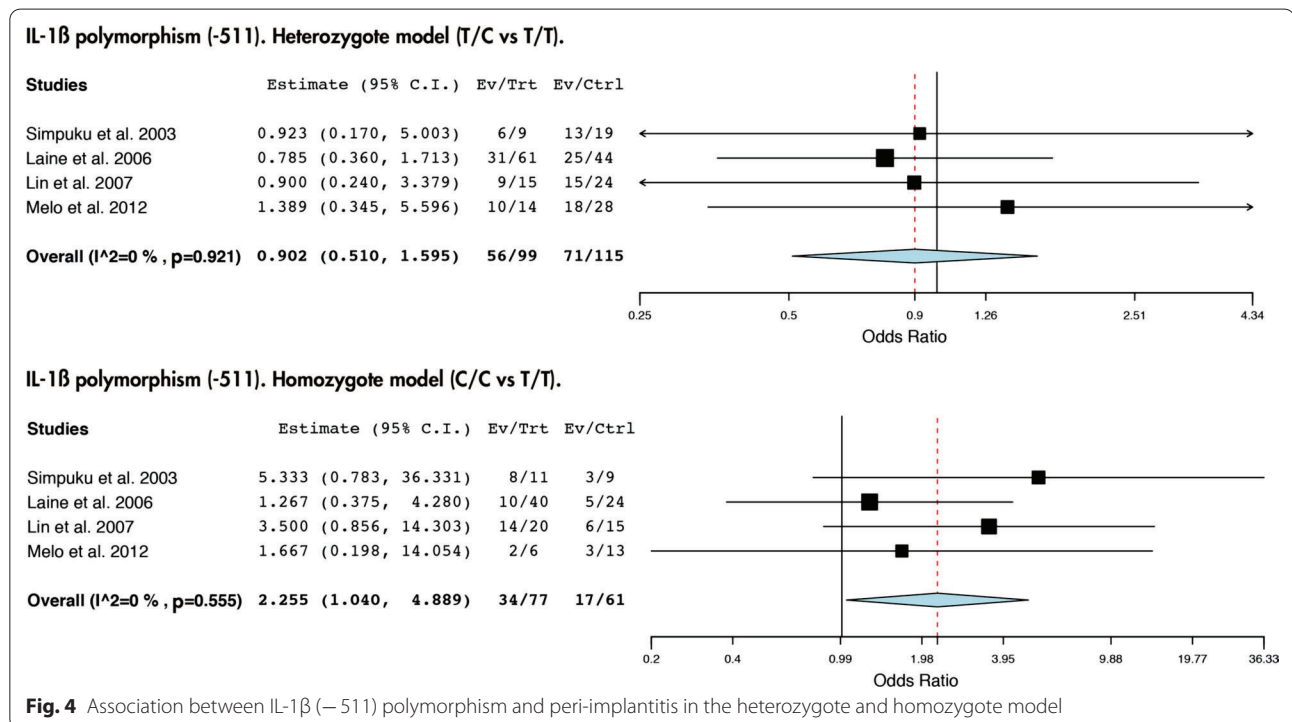 IL-1ß polymorphism (-511). Heterozygote model (T/C vs T/T).
Studies Estimate (95% C.I.) Ev/Trt Ev/Ctrl
Simpuku et al. 2003 0.923 (0.170, 5.003) 6/9 13/19
Laine et al. 2006 0.785 (0.360, 1.713) 31/61 25/44
Lin et al. 2007 0.900 (0.240, 3.379) 9/15 15/24
Melo et al. 2012 1.389 (0.345, 5.596) 10/14 18/28
Overall (I^2=0 % , p=0.921) 0.902 (0.510, 1.595) 56/99 71/115
0.25 0.5 0.9 1.26 2.51 4.34
Odds Ratio
IL-1ß polymorphism (-511). Homozygote model (C/C vs T/T).
Studies Estimate (95% C.I.) Ev/Trt Ev/Ctrl
Simpuku et al. 2003 5.333 (0.783, 36.331) 8/11 3/9
Laine et al. 2006 1.267 (0.375, 4.280) 10/40 5/24
Lin et al. 2007 3.500 (0.856, 14.303) 14/20 6/15
Melo et al. 2012 1.667 (0.198, 14.054) 2/6 3/13
Overall (I^2=0 % , p=0.555) 2.255 (1.040, 4.889) 34/77 17/61
0.2 0.4 0.99 1.98 3.95 9.88 19.77 36.33
Odds Ratio
Fig. 4 Association between IL-1β (− 511) polymorphism and peri-implantitis in the heterozygote and homozygote model